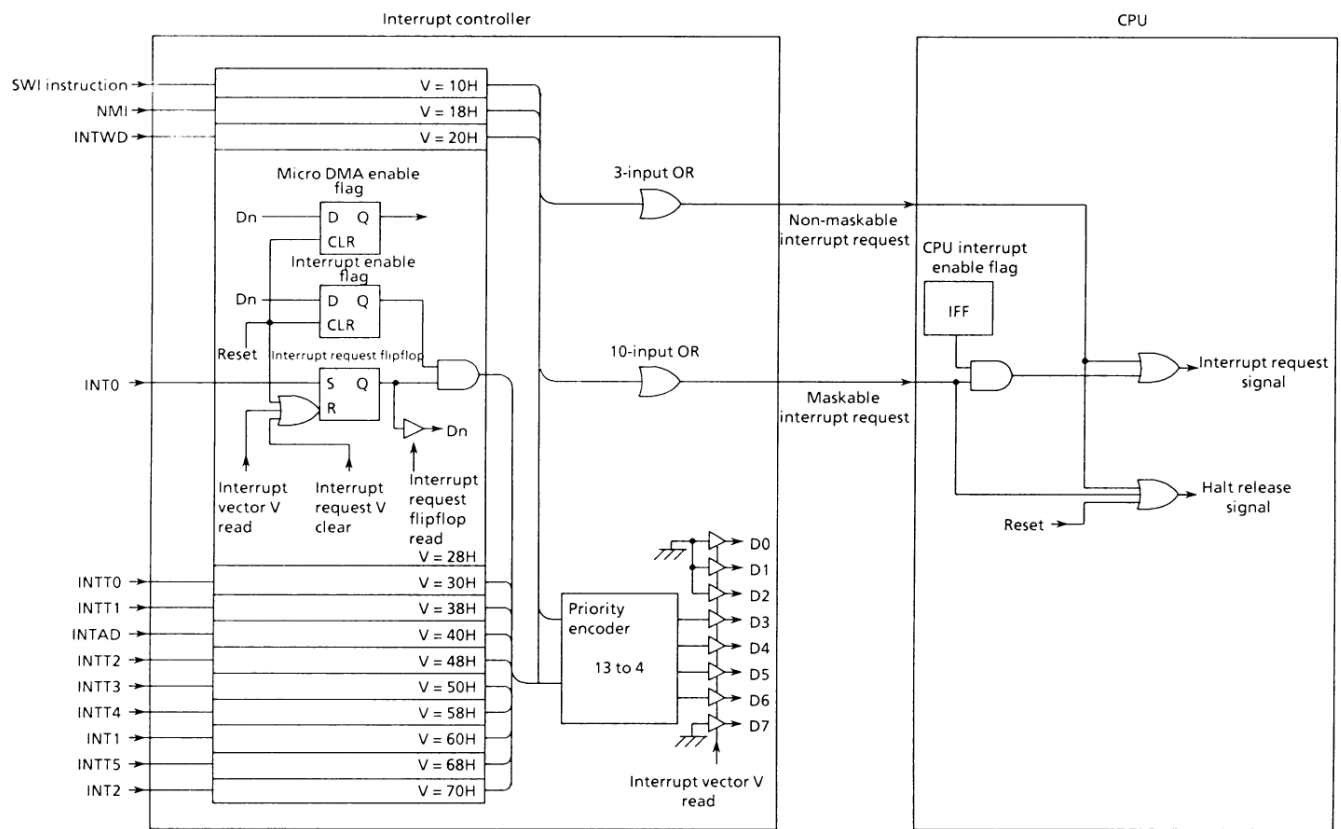 Interrupt controller
CPU
SWI instruction
V = 10H
NMI
V = 18H
INTWD
V = 20H
Micro DMA enable
flag
Dn
D Q
CLR
Interrupt enable
flag
Dn
D Q
CLR
Reset
Interrupt request flipflop
INT0
S Q
R
Dn
Interrupt
vector V
read
Interrupt
request V
clear
Interrupt
request
flipflop
read
V = 28H
INTT0
V = 30H
INTT1
V = 38H
INTAD
V = 40H
INTT2
V = 48H
INTT3
V = 50H
INTT4
V = 58H
INT1
V = 60H
INTT5
V = 68H
INT2
V = 70H
3-input OR
10-input OR
Non-maskable
interrupt request
Maskable
interrupt request
Priority
encoder
13 to 4
D0
D1
D2
D3
D4
D5
D6
D7
Interrupt vector V
read
CPU interrupt
enable flag
IFF
Interrupt request
signal
Halt release
signal
Reset